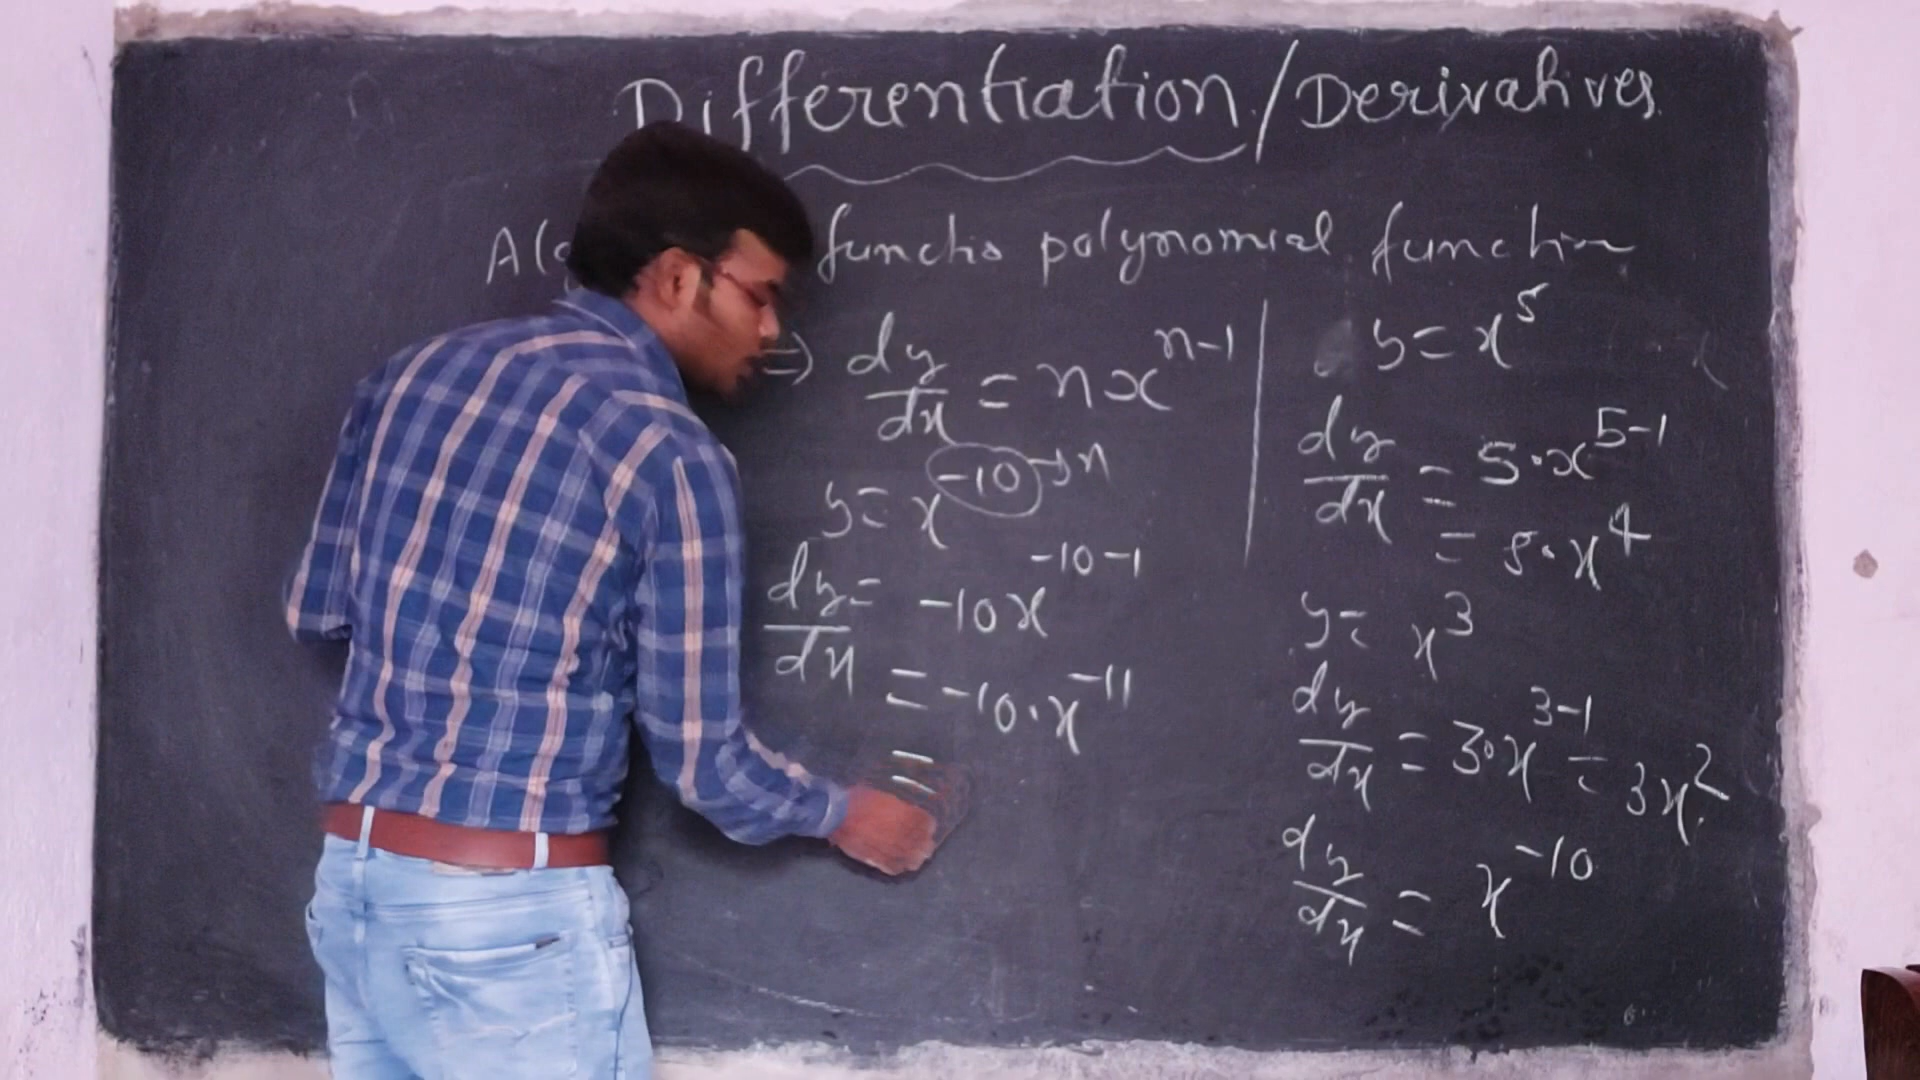 Differentiation/Derivatives
functio polynomial function
=> dy/dx = nx^(n-1)
y = x^(-10) → n
dy/dx = -10x^(-10-1)
= -10·x^(-11)
=
y = x^5
dy/dx = 5·x^(5-1)
= 5·x^4
y = x^3
dy/dx = 3·x^(3-1) = 3x^2
dy/dx = x^(-10)